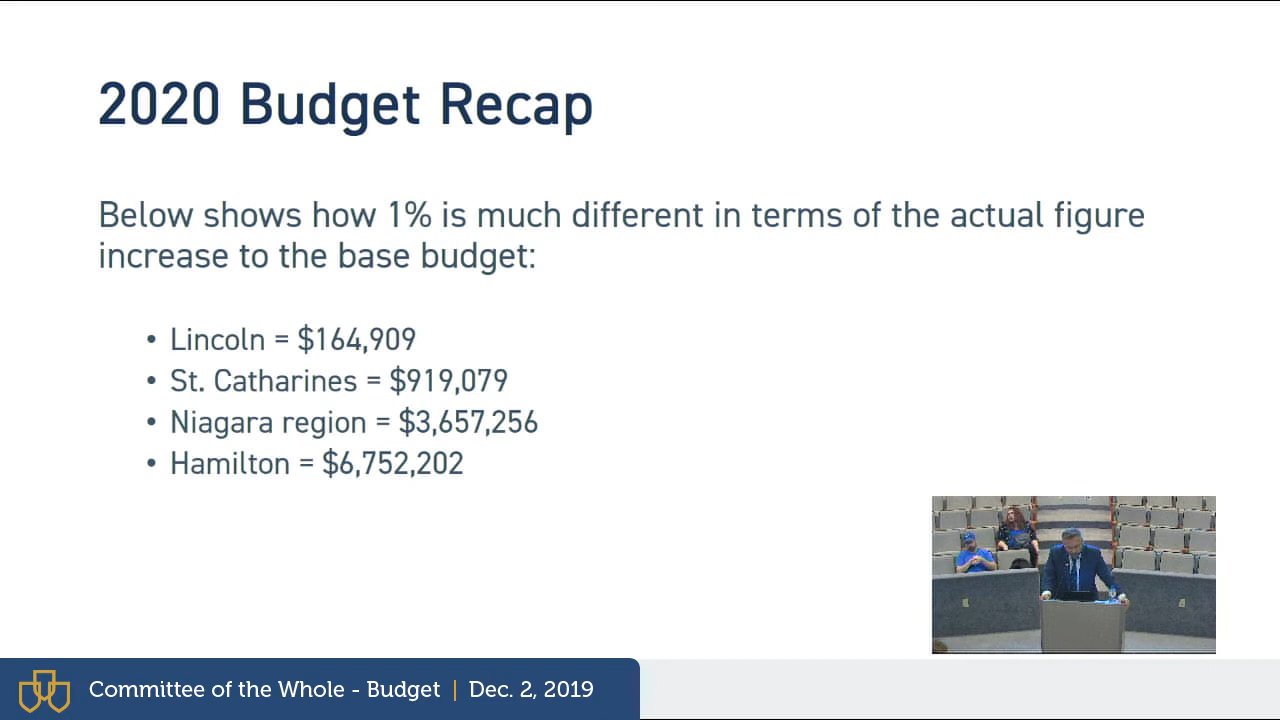 2020 Budget Recap
Below shows how 1% is much different in terms of the actual figure
increase to the base budget:
• Lincoln = $164,909
• St. Catharines = $919,079
• Niagara region = $3,657,256
• Hamilton = $6,752,202
Committee of the Whole - Budget | Dec. 2, 2019